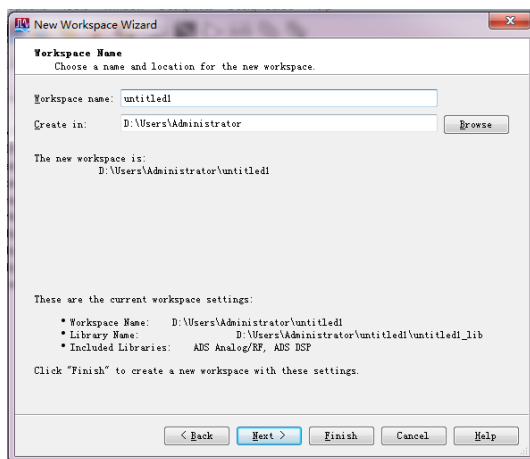 New Workspace Wizard
Workspace Name
Choose a name and location for the new workspace.
Workspace name: untitled1
Create in: D:\Users\Administrator Browse
The new workspace is:
D:\Users\Administrator\untitled1
These are the current workspace settings:
• Workspace Name: D:\Users\Administrator\untitled1
• Library Name: D:\Users\Administrator\untitled1\untitled1_lib
• Included Libraries: ADS Analog/RF, ADS DSP
Click "Finish" to create a new workspace with these settings.
< Back Next > Finish Cancel Help